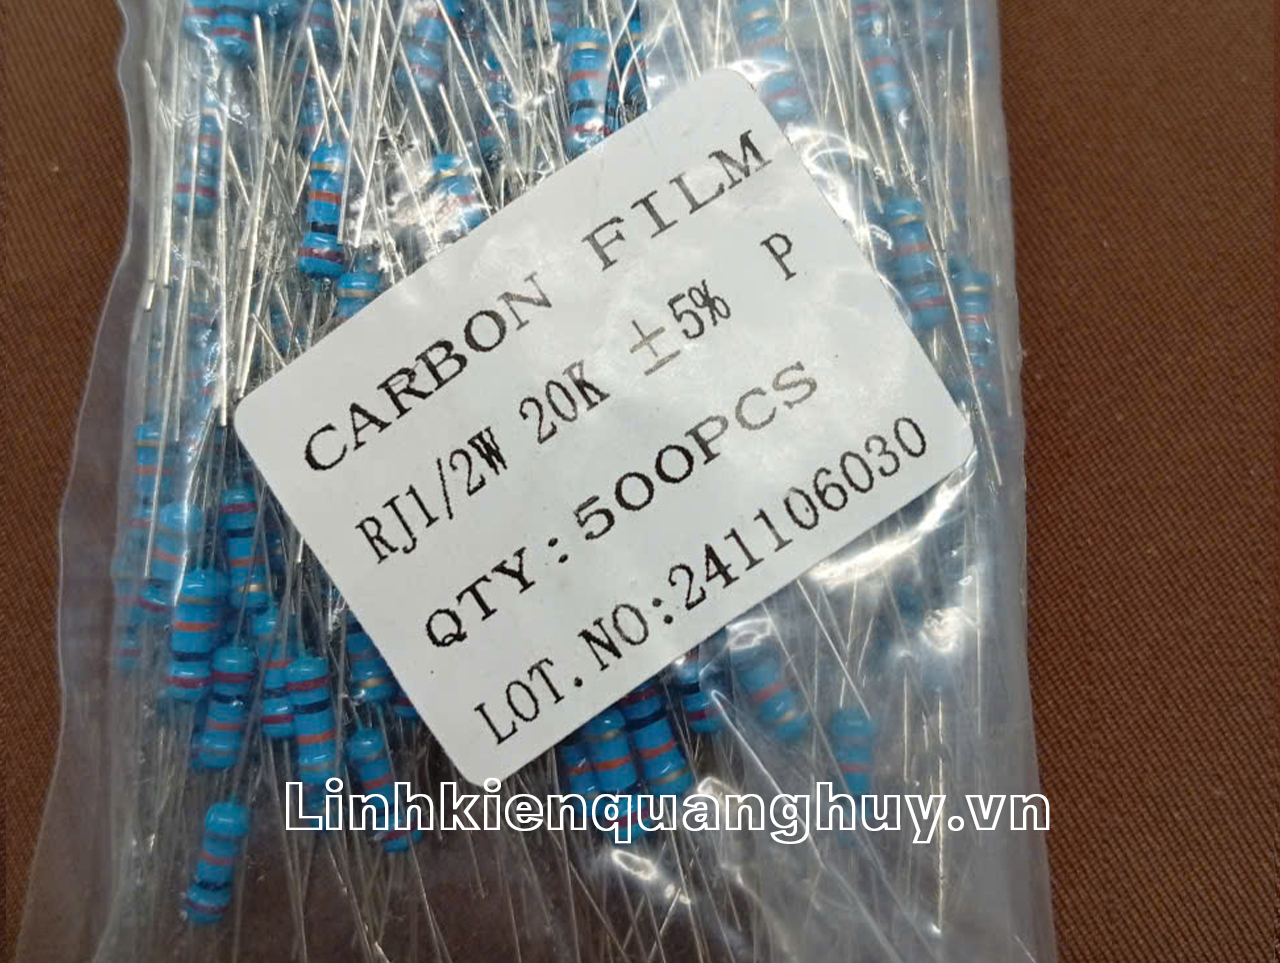 CARBON FILM
RJ1/2W 20K ±5% P
QTY:500PCS
LOT.NO:241106030
Linhkienquanghuy.vn